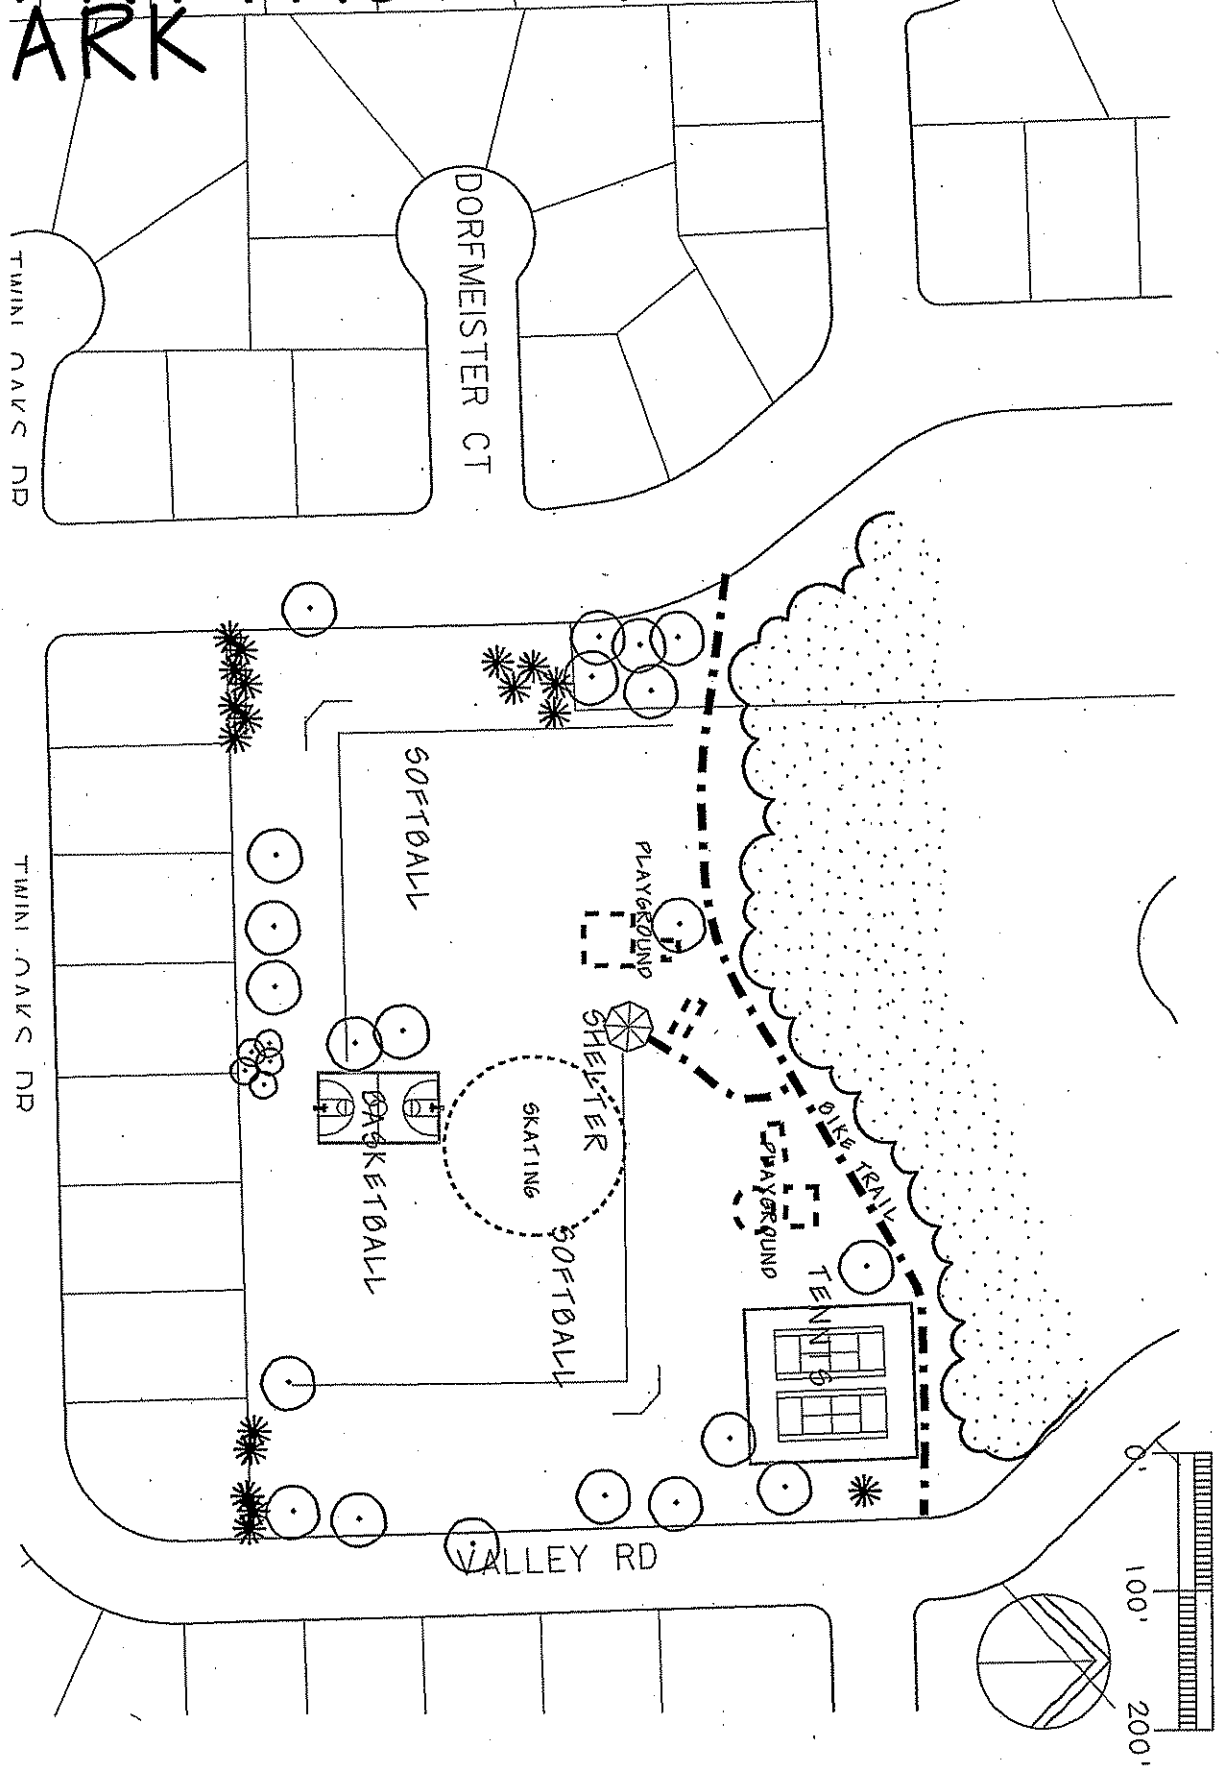 ARK
DORFMEISTER CT
TWIN OAKS DR
SOFTBALL
PLAYGROUND
SHELTER
TWIN OAKS DR
SKATING
BASKETBALL
BIKE TRAIL
PLAYGROUND
SOFTBALL
TENNIS
VALLEY RD
0'
100'
200'